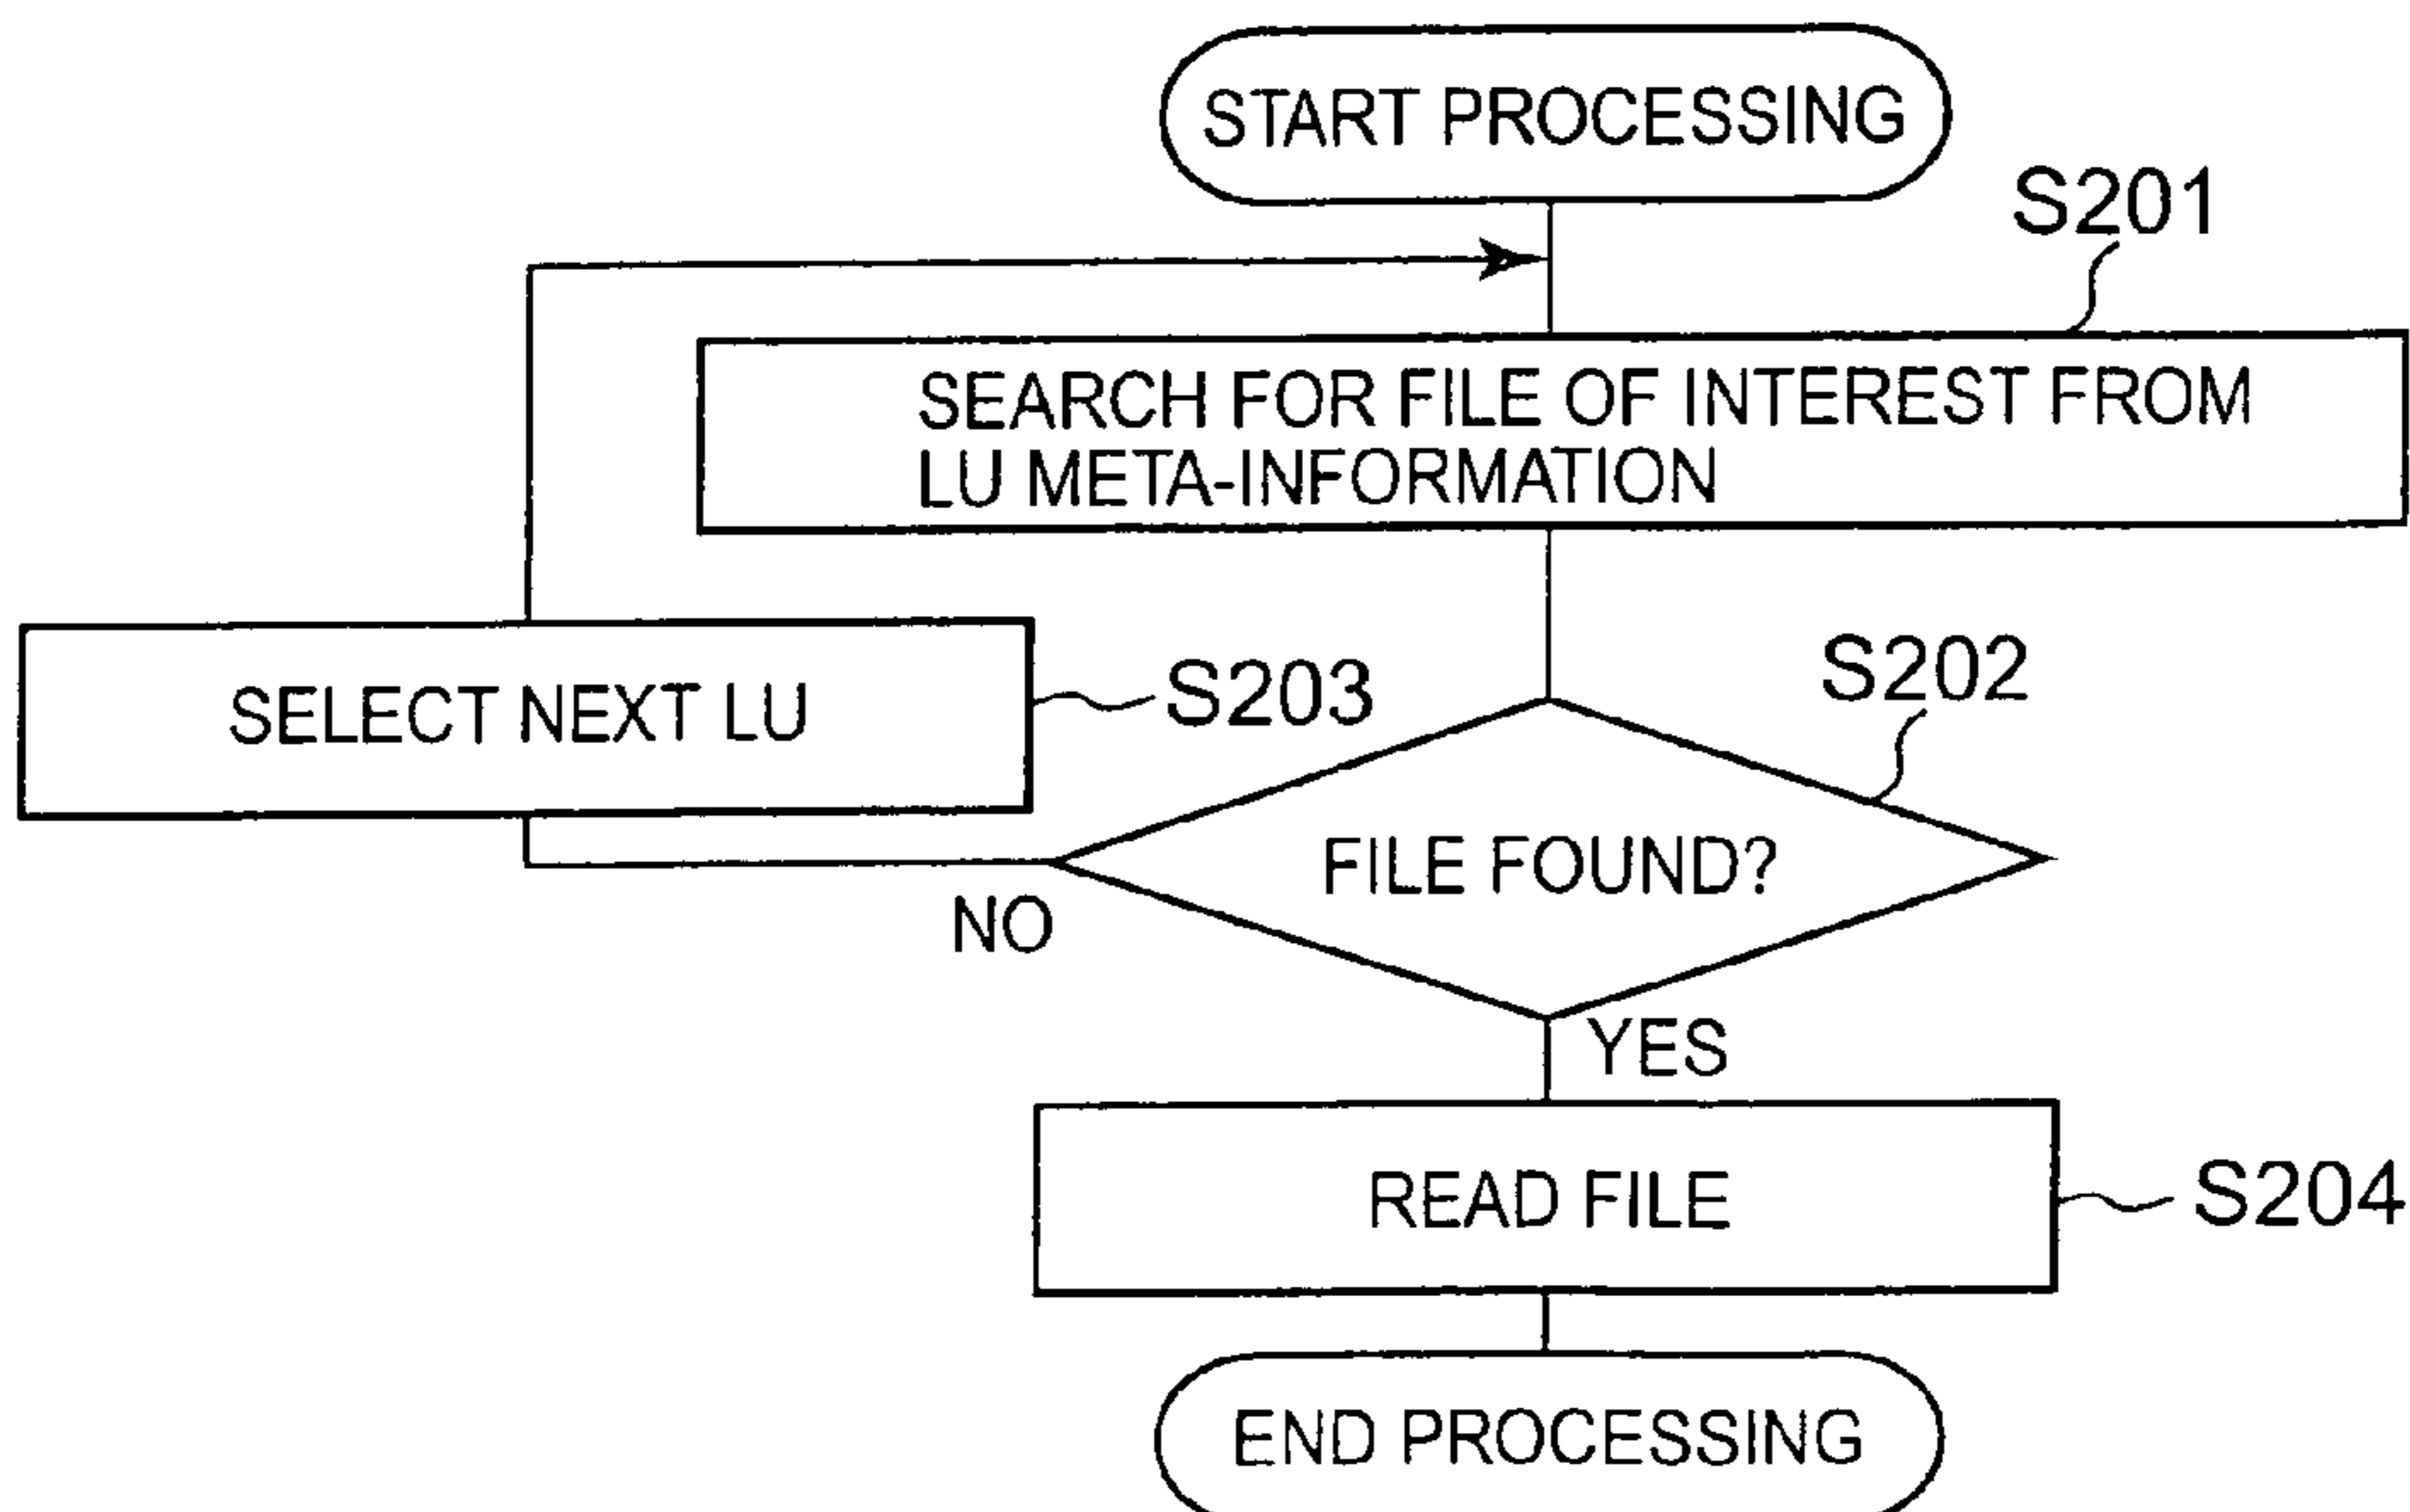 START PROCESSING
S201
SEARCH FOR FILE OF INTEREST FROM
LU META-INFORMATION
SELECT NEXT LU
S203
S202
FILE FOUND?
NO
YES
READ FILE
S204
END PROCESSING